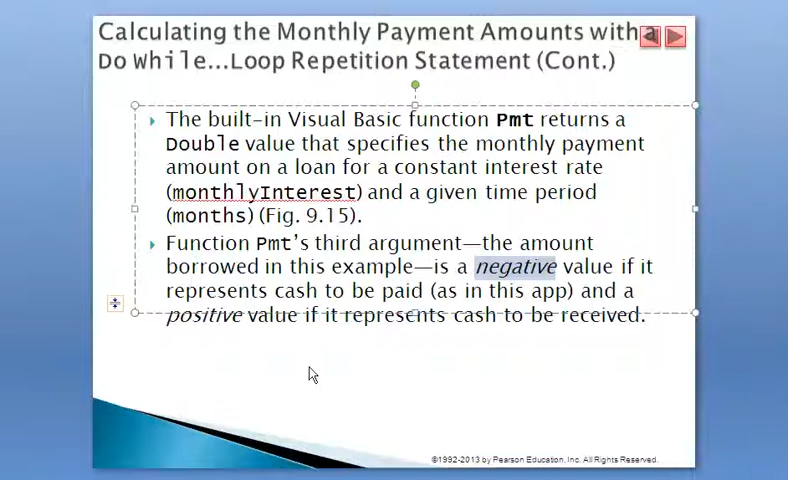 Calculating the Monthly Payment Amounts with a
Do While...Loop Repetition Statement (Cont.)
The built-in Visual Basic function Pmt returns a
Double value that specifies the monthly payment
amount on a loan for a constant interest rate
(monthlyInterest) and a given time period
(months) (Fig. 9.15).
Function Pmt’s third argument—the amount
borrowed in this example—is a negative value if it
represents cash to be paid (as in this app) and a
positive value if it represents cash to be received.
©1992-2013 by Pearson Education, Inc. All Rights Reserved.